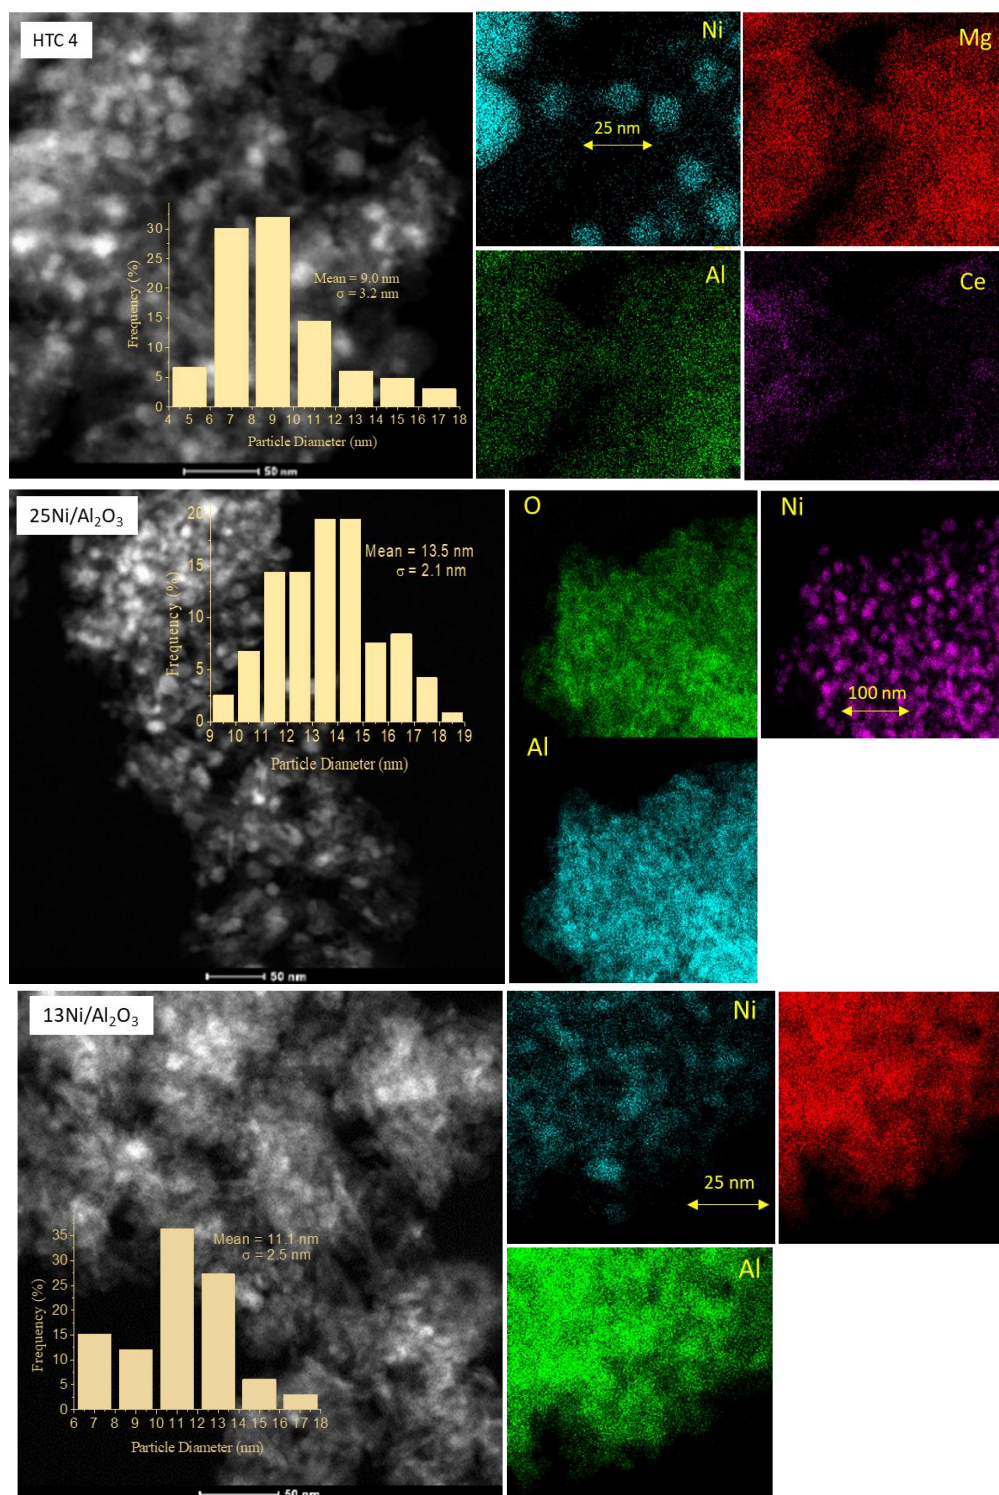 HTC 4
Ni
Mg
25 nm
Al
Ce
Frequency (%)
30
25
20
15
10
5
0
Mean = 9.0 nm
σ = 3.2 nm
4 5 6 7 8 9 10 11 12 13 14 15 16 17 18
Particle Diameter (nm)
50 nm
25Ni/Al₂O₃
O
Ni
100 nm
Al
Frequency (%)
20
15
10
5
0
Mean = 13.5 nm
σ = 2.1 nm
9 10 11 12 13 14 15 16 17 18 19
Particle Diameter (nm)
50 nm
13Ni/Al₂O₃
Ni
25 nm
Al
Frequency (%)
35
30
25
20
15
10
5
0
Mean = 11.1 nm
σ = 2.5 nm
6 7 8 9 10 11 12 13 14 15 16 17 18
Particle Diameter (nm)
50 nm